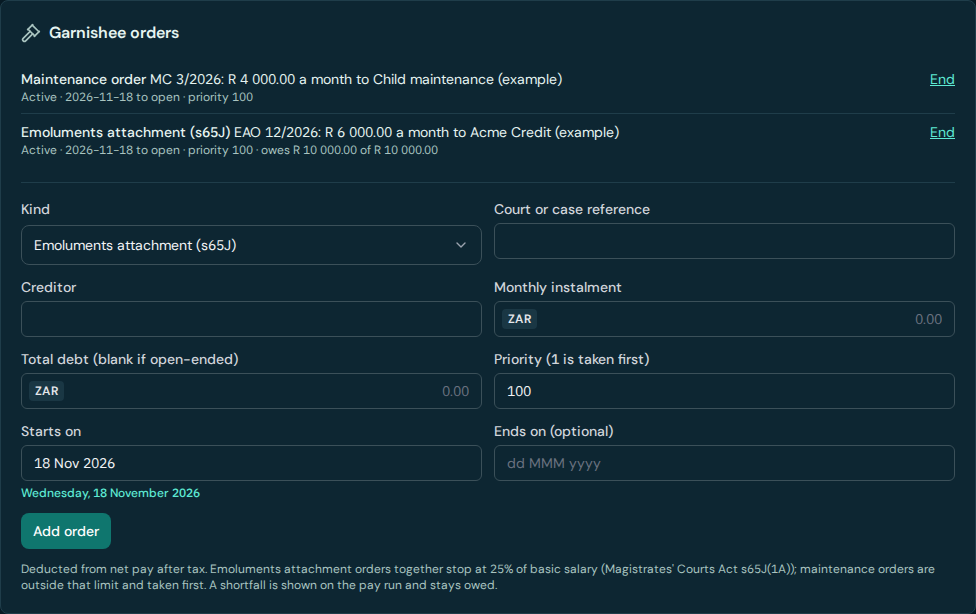 Garnishee orders
Maintenance order MC 3/2026: R 4 000.00 a month to Child maintenance (example)
End
Active · 2026-11-18 to open · priority 100
Emoluments attachment (s65J) EAO 12/2026: R 6 000.00 a month to Acme Credit (example)
End
Active · 2026-11-18 to open · priority 100 · owes R 10 000.00 of R 10 000.00
Kind
Court or case reference
Emoluments attachment (s65J)
Creditor
Monthly instalment
ZAR
0.00
Total debt (blank if open-ended)
Priority (1 is taken first)
ZAR
0.00
100
Starts on
Ends on (optional)
18 Nov 2026
dd MMM yyyy
Wednesday, 18 November 2026
Add order
Deducted from net pay after tax. Emoluments attachment orders together stop at 25% of basic salary (Magistrates' Courts Act s65J(1A)); maintenance orders are
outside that limit and taken first. A shortfall is shown on the pay run and stays owed.